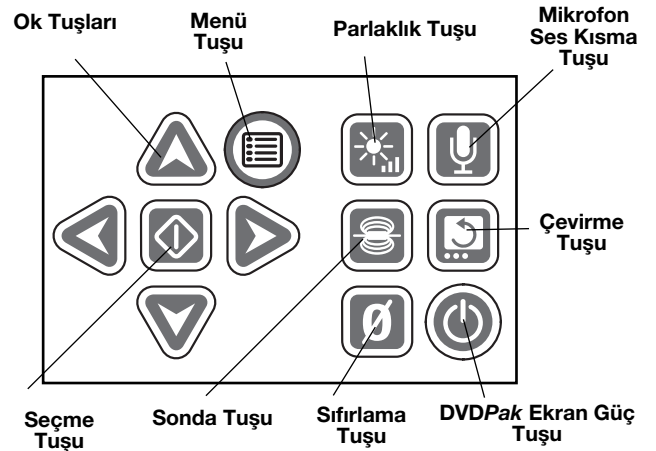 Ok Tuşları
Menü
Tuşu
Parlaklık Tuşu
Mikrofon
Ses Kısma
Tuşu
Çevirme
Tuşu
Seçme
Tuşu
Sonda Tuşu
Sıfırlama
Tuşu
DVDPak Ekran Güç
Tuşu